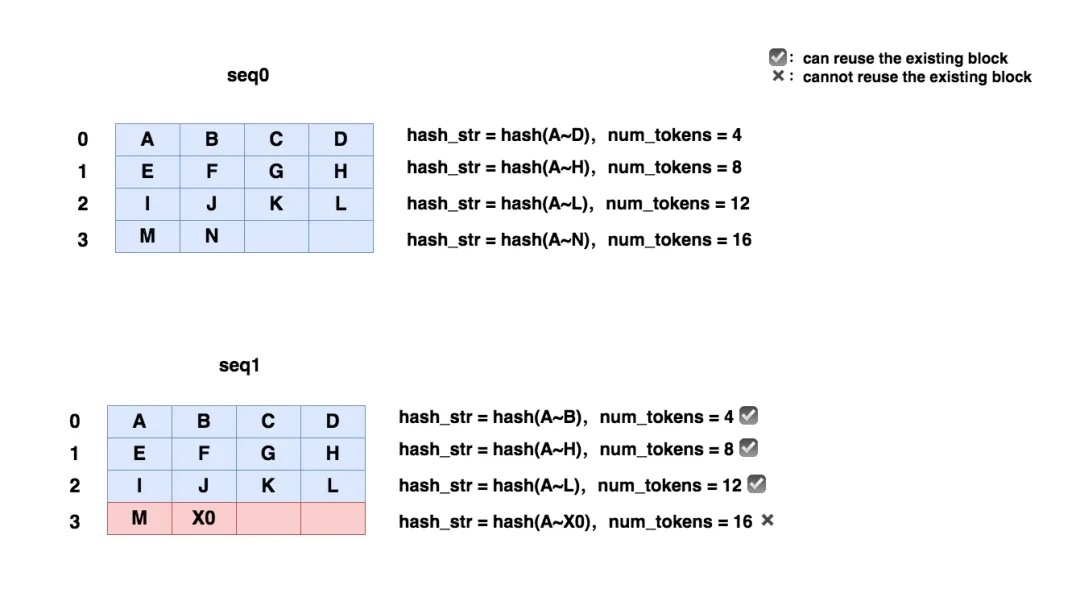 ✅: can reuse the existing block
seq0
❌: cannot reuse the existing block
0 A B C D hash_str = hash(A~D), num_tokens = 4
1 E F G H hash_str = hash(A~H), num_tokens = 8
2 I J K L hash_str = hash(A~L), num_tokens = 12
3 M N hash_str = hash(A~N), num_tokens = 16
seq1
0 A B C D hash_str = hash(A~B), num_tokens = 4 ✅
1 E F G H hash_str = hash(A~H), num_tokens = 8 ✅
2 I J K L hash_str = hash(A~L), num_tokens = 12 ✅
3 M X0 hash_str = hash(A~X0), num_tokens = 16 ❌